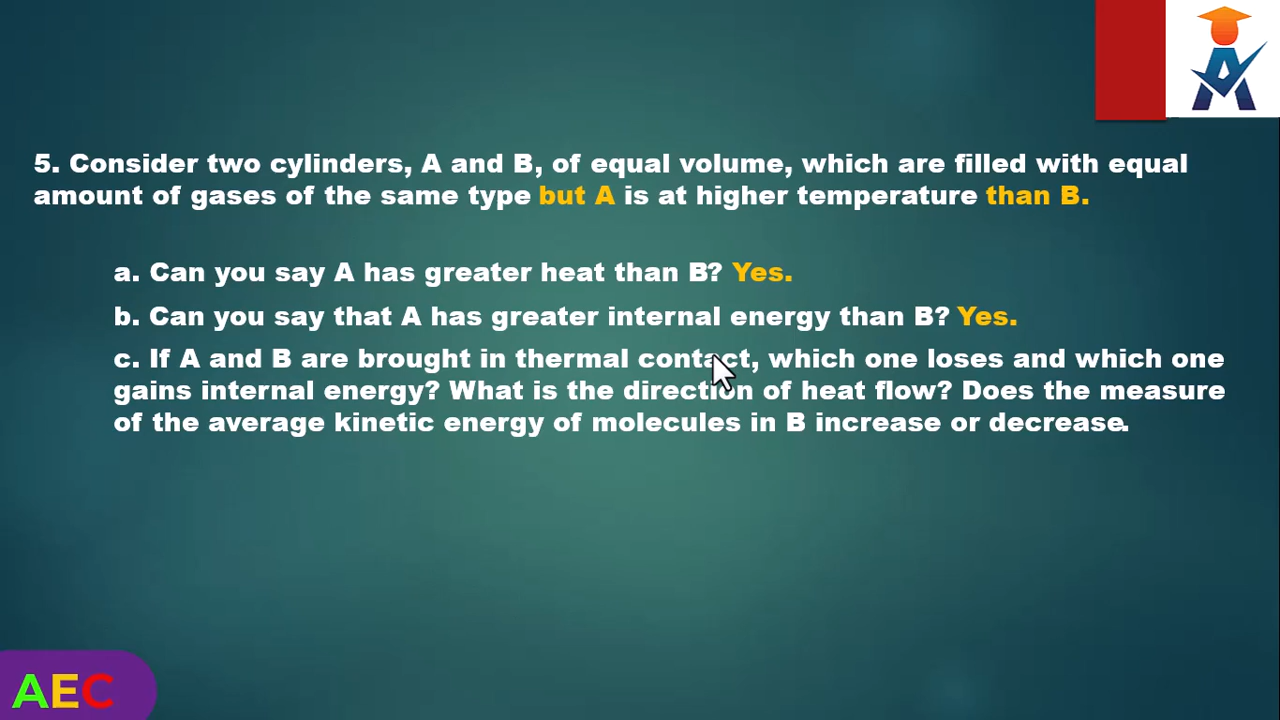 5. Consider two cylinders, A and B, of equal volume, which are filled with equal
amount of gases of the same type but A is at higher temperature than B.
a. Can you say A has greater heat than B? Yes.
b. Can you say that A has greater internal energy than B? Yes.
c. If A and B are brought in thermal contact, which one loses and which one
gains internal energy? What is the direction of heat flow? Does the measure
of the average kinetic energy of molecules in B increase or decrease.
AEC